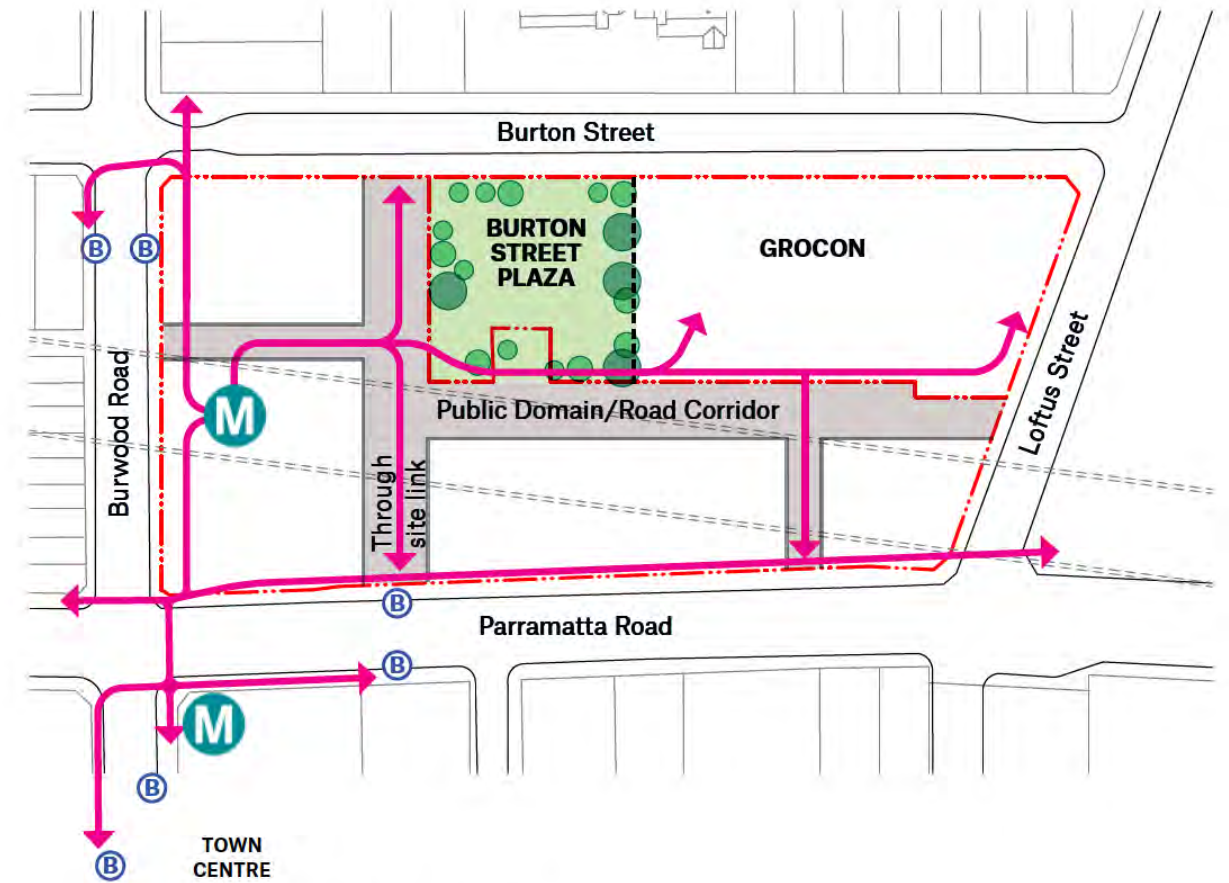 Burton Street
BURTON
STREET
PLAZA
GROCON
B
B
Burwood Road
M
Public Domain/Road Corridor
Loftus Street
Through
site link
B
Parramatta Road
B
M
B
B
TOWN
CENTRE